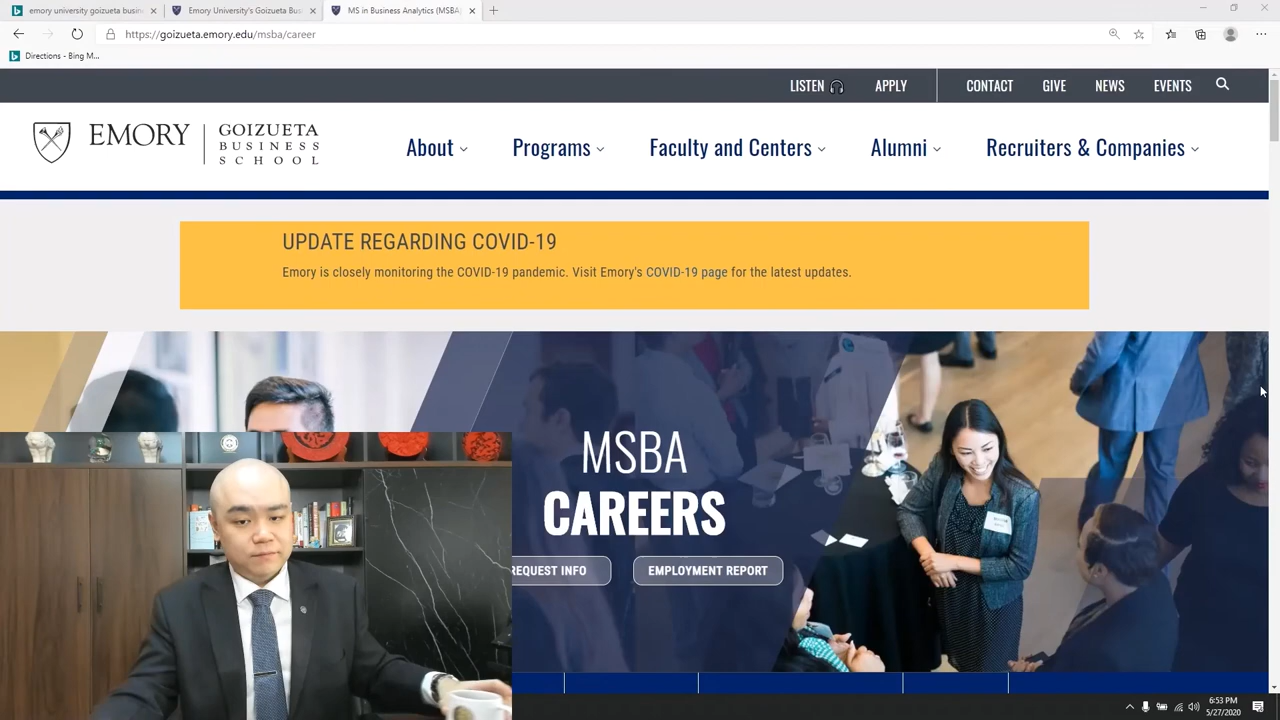 emory university goizueta busin
Emory University's Goizueta Bus
MS in Business Analytics (MSBA)
https://goizueta.emory.edu/msba/career
Directions - Bing M...
LISTEN
APPLY
CONTACT
GIVE
NEWS
EVENTS
EMORY
GOIZUETA
BUSINESS
SCHOOL
About
Programs
Faculty and Centers
Alumni
Recruiters & Companies
UPDATE REGARDING COVID-19
Emory is closely monitoring the COVID-19 pandemic. Visit Emory's COVID-19 page for the latest updates.
MSBA
CAREERS
REQUEST INFO
EMPLOYMENT REPORT
6:53 PM
5/27/2020